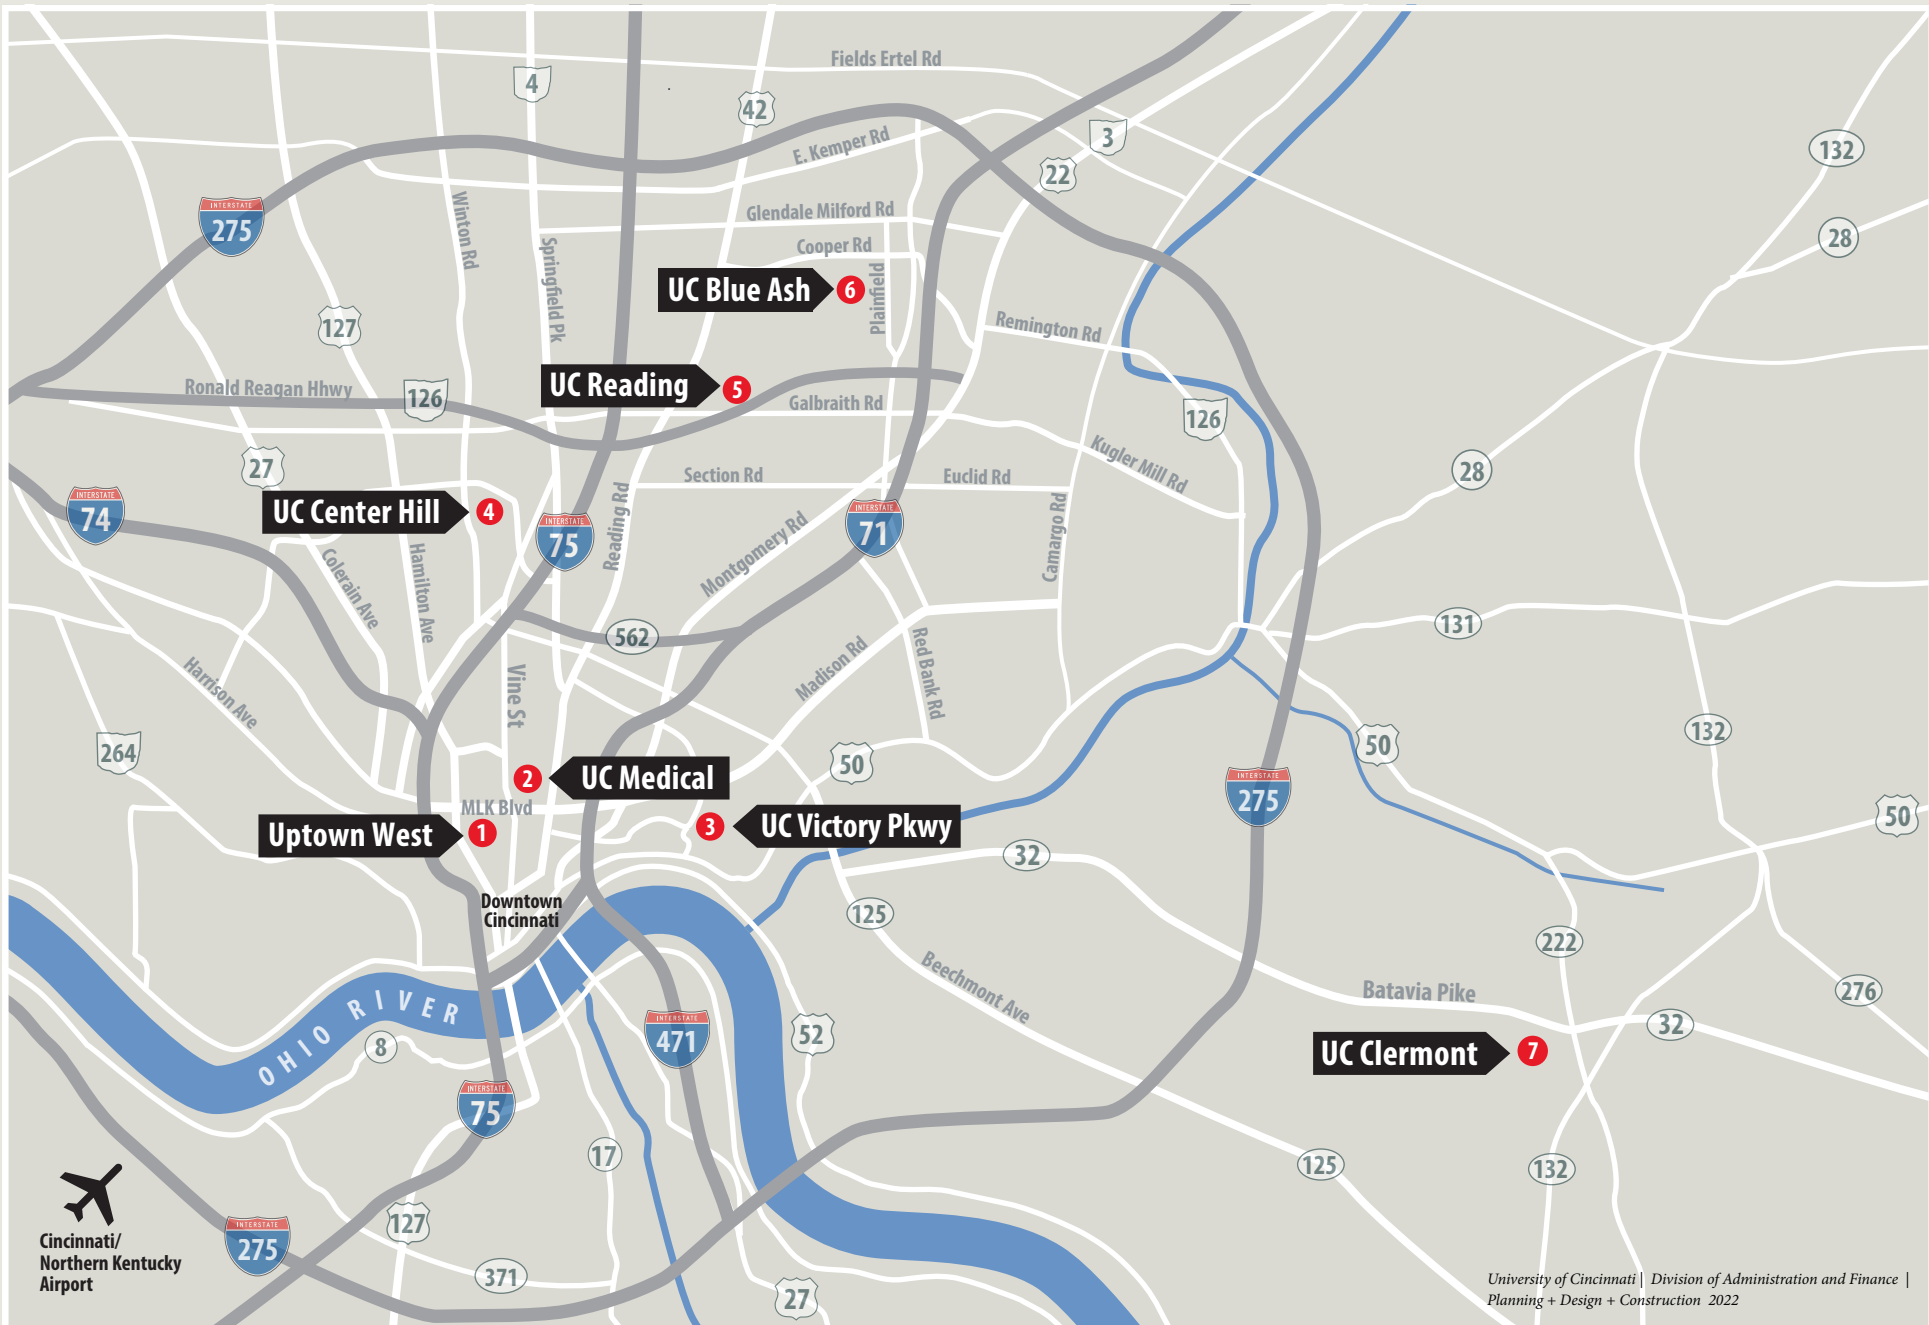 Fields Ertel Rd
4
42
3
E. Kemper Rd
132
22
INTERSTATE
275
Winton Rd
Glendale Milford Rd
28
Springfield Pk
Cooper Rd
UC Blue Ash
6
Plainfield
127
Remington Rd
UC Reading
5
Ronald Reagan Hhwy
126
Galbraith Rd
126
27
Section Rd
Euclid Rd
Kugler Mill Rd
28
INTERSTATE
74
UC Center Hill
4
INTERSTATE
75
Reading Rd
INTERSTATE
71
Montgomery Rd
Camargo Rd
Colerain Ave
Hamilton Ave
562
131
Harrison Ave
Vine St
Madison Rd
Red Bank Rd
264
50
50
132
2
UC Medical
INTERSTATE
275
MLK Blvd
50
Uptown West
1
3
UC Victory Pkwy
32
Downtown
Cincinnati
125
222
Beechmont Ave
Batavia Pike
276
OHIO RIVER
8
INTERSTATE
471
52
32
UC Clermont
7
INTERSTATE
75
17
125
132
127
INTERSTATE
275
Cincinnati/
Northern Kentucky
Airport
371
27
University of Cincinnati | Division of Administration and Finance |
Planning + Design + Construction 2022